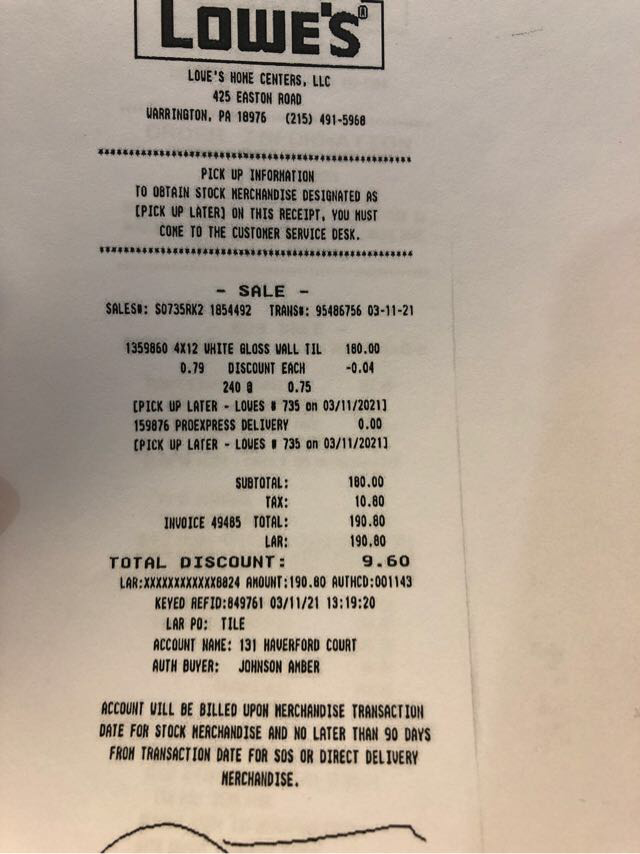 LOWE'S®
LOWE'S HOME CENTERS, LLC
425 EASTON ROAD
WARRINGTON, PA 18976 (215) 491-5968
******************************************************
PICK UP INFORMATION
TO OBTAIN STOCK MERCHANDISE DESIGNATED AS
[PICK UP LATER] ON THIS RECEIPT, YOU MUST
COME TO THE CUSTOMER SERVICE DESK.
******************************************************
- SALE -
SALES#: S0735RK2 1854492 TRANS#: 95486756 03-11-21
1359860 4X12 WHITE GLOSS WALL TIL 180.00
0.79 DISCOUNT EACH -0.04
240 @ 0.75
[PICK UP LATER - LOWES # 735 on 03/11/2021]
159876 PROEXPRESS DELIVERY 0.00
[PICK UP LATER - LOWES # 735 on 03/11/2021]
SUBTOTAL: 180.00
TAX: 10.80
INVOICE 49485 TOTAL: 190.80
LAR: 190.80
TOTAL DISCOUNT: 9.60
LAR:XXXXXXXXXXXX8824 AMOUNT:190.80 AUTHCD:001143
KEYED REFID:849761 03/11/21 13:19:20
LAR PO: TILE
ACCOUNT NAME: 131 HAVERFORD COURT
AUTH BUYER: JOHNSON AMBER
ACCOUNT WILL BE BILLED UPON MERCHANDISE TRANSACTION
DATE FOR STOCK MERCHANDISE AND NO LATER THAN 90 DAYS
FROM TRANSACTION DATE FOR SOS OR DIRECT DELIVERY
MERCHANDISE.